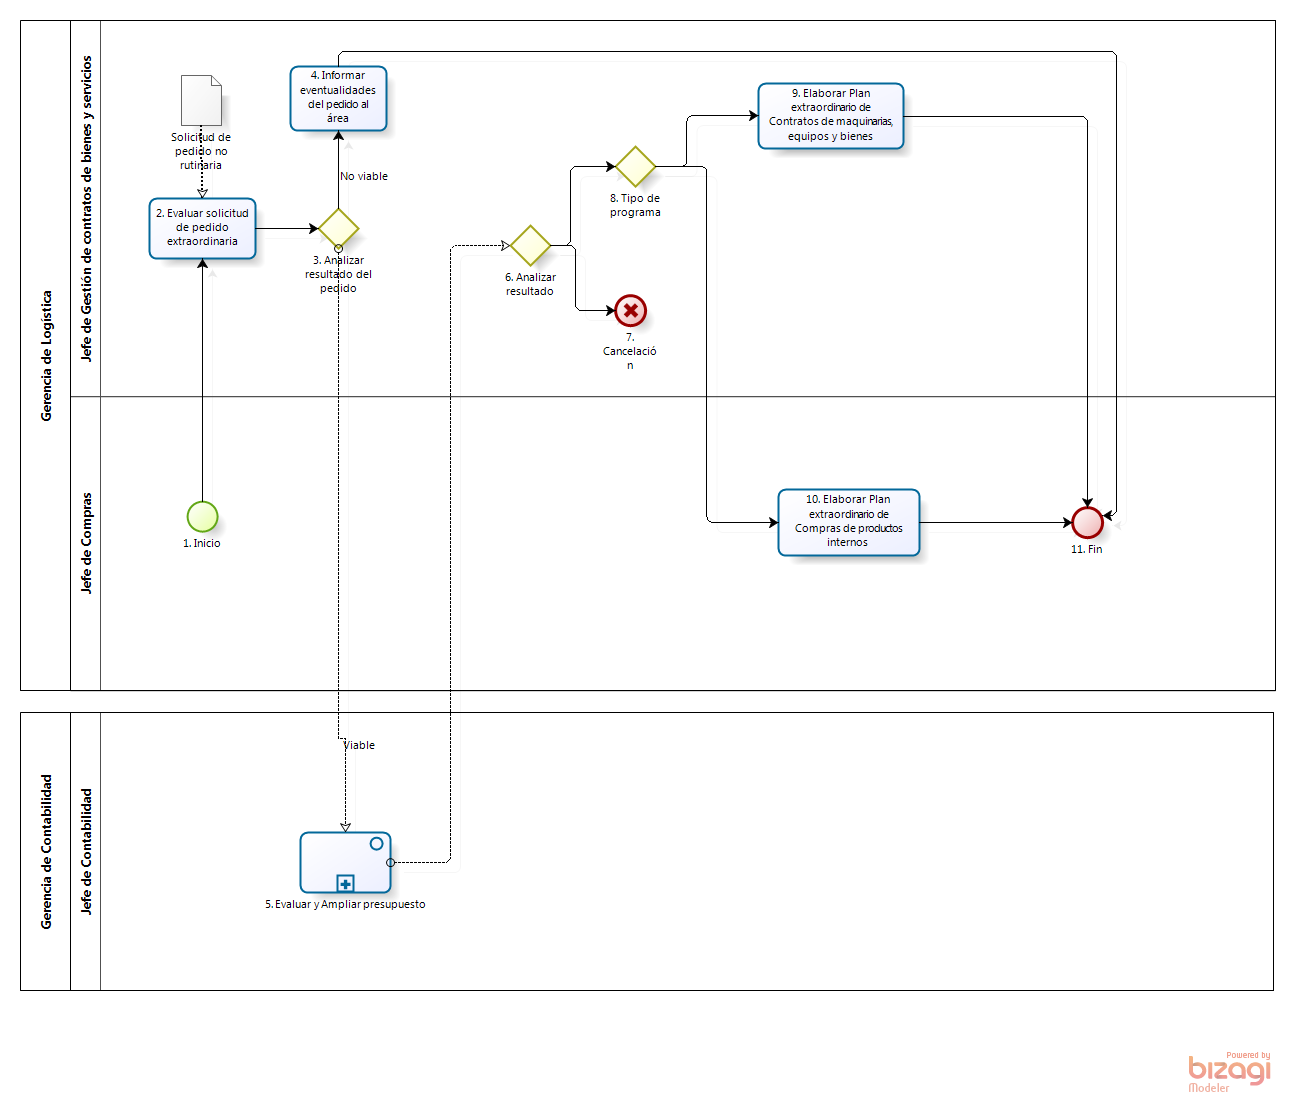 Gerencia de Logística
Jefe de Gestión de contratos de bienes y servicios
Solicitud de
pedido no
rutinaria
2. Evaluar solicitud
de pedido
extraordinaria
4. Informar
eventualidades
del pedido al
área
No viable
3. Analizar
resultado del
pedido
6. Analizar
resultado
7.
Cancelació
n
8. Tipo de
programa
9. Elaborar Plan
extraordinario de
Contratos de maquinarias,
equipos y bienes
Jefe de Compras
1. Inicio
10. Elaborar Plan
extraordinario de
Compras de productos
internos
11. Fin
Gerencia de Contabilidad
Jefe de Contabilidad
Viable
5. Evaluar y Ampliar presupuesto
Powered by
bizagi
Modeler